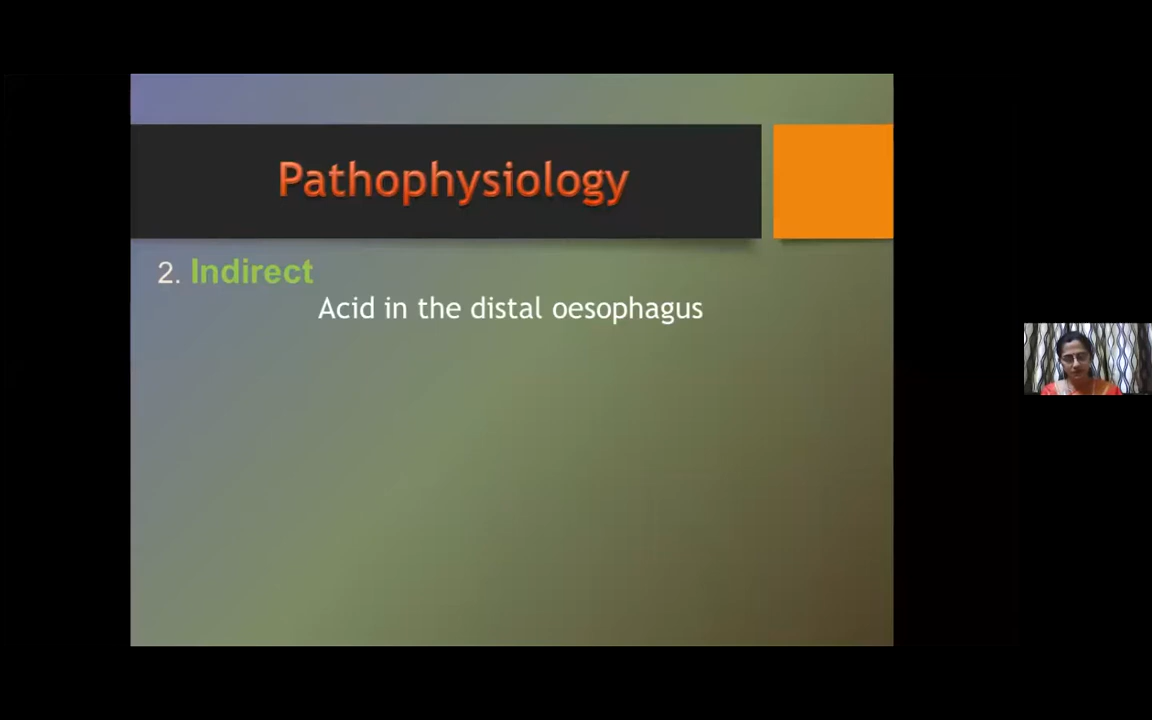 Pathophysiology
2. Indirect
Acid in the distal oesophagus